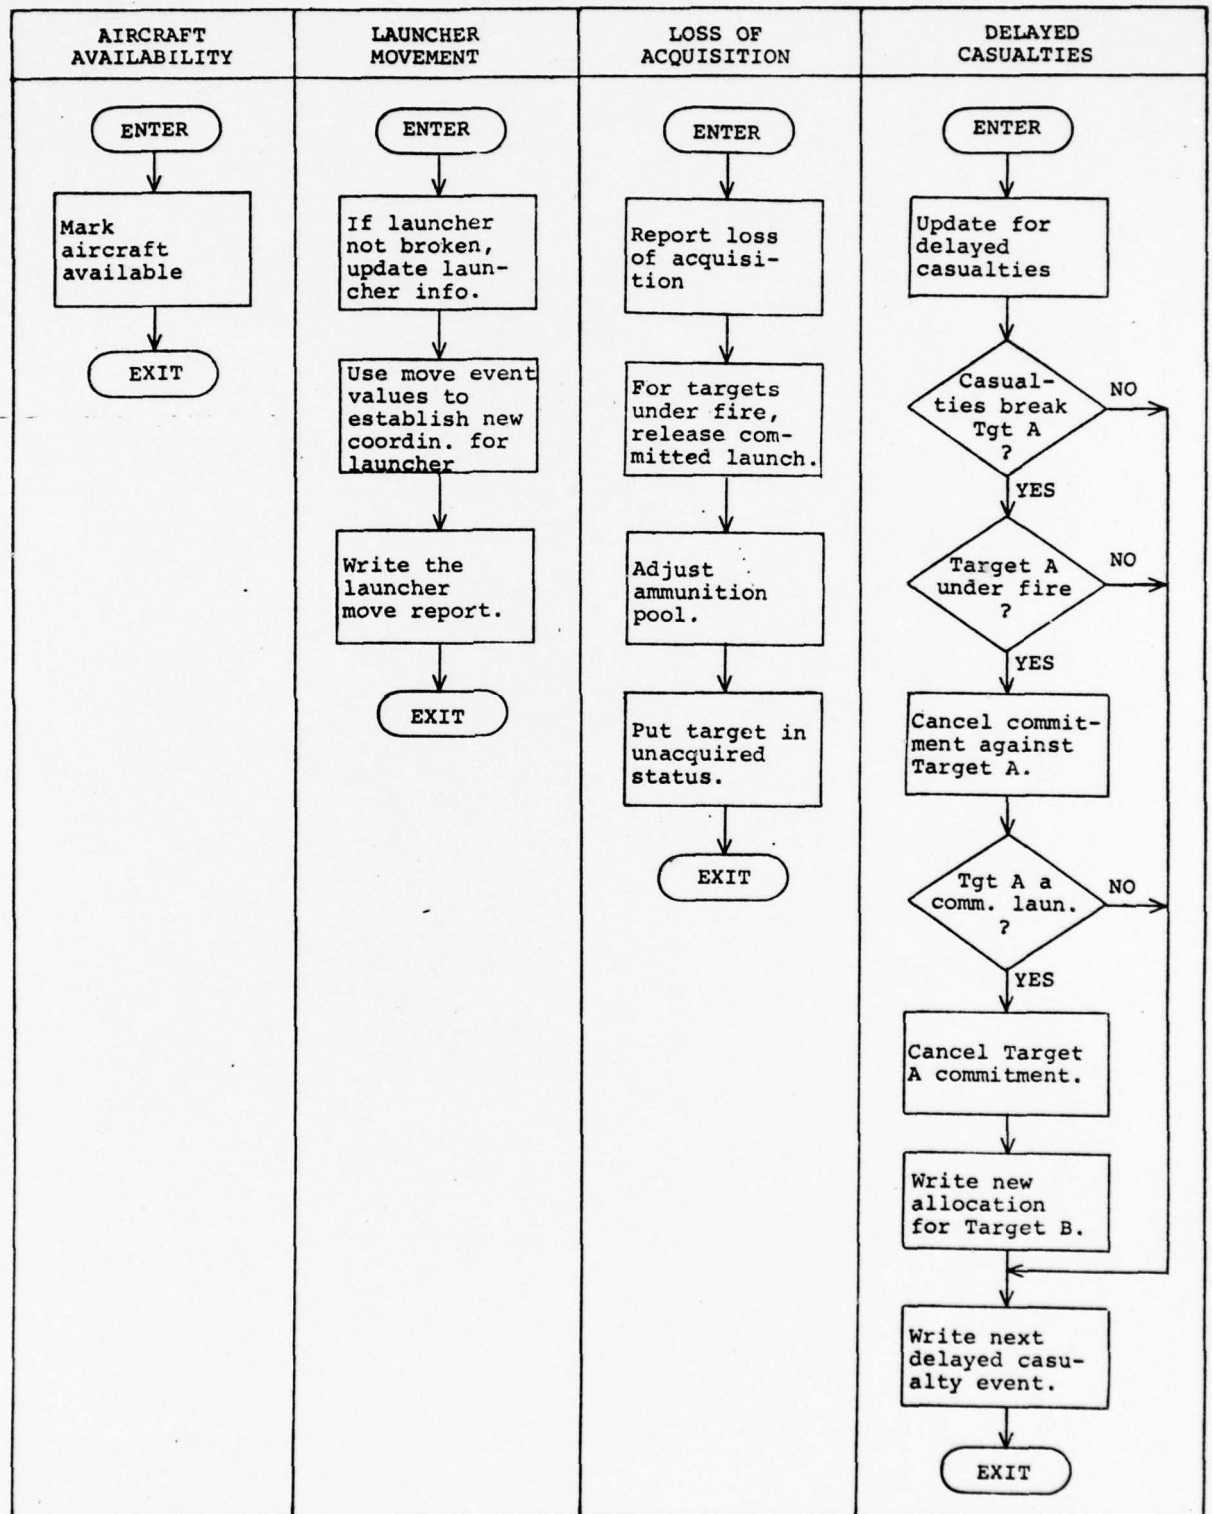 AIRCRAFT
AVAILABILITY
ENTER
Mark
aircraft
available
EXIT
LAUNCHER
MOVEMENT
ENTER
If launcher
not broken,
update laun-
cher info.
Use move event
values to
establish new
coordin. for
launcher
Write the
launcher
move report.
EXIT
LOSS OF
ACQUISITION
ENTER
Report loss
of acquisi-
tion
For targets
under fire,
release com-
mitted launch.
Adjust
ammunition
pool.
Put target in
unacquired
status.
EXIT
DELAYED
CASUALTIES
ENTER
Update for
delayed
casualties
Casual-
ties break
Tgt A
?
NO
YES
Target A
under fire
?
NO
YES
Cancel commit-
ment against
Target A.
Tgt A a
comm. laun.
?
NO
YES
Cancel Target
A commitment.
Write new
allocation
for Target B.
Write next
delayed casu-
alty event.
EXIT